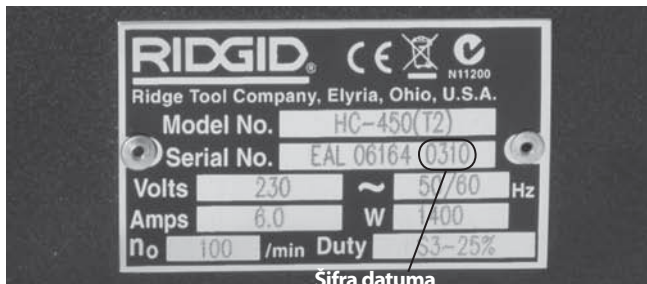 RIDGID® CE N11200
Ridge Tool Company, Elyria, Ohio, U.S.A.
Model No. HC-450(T2)
Serial No. EAL 06164 0310
Volts 230 ~ 50/60 Hz
Amps 6.0 W 1400
no 100 /min Duty S3-25%
Šifra datuma